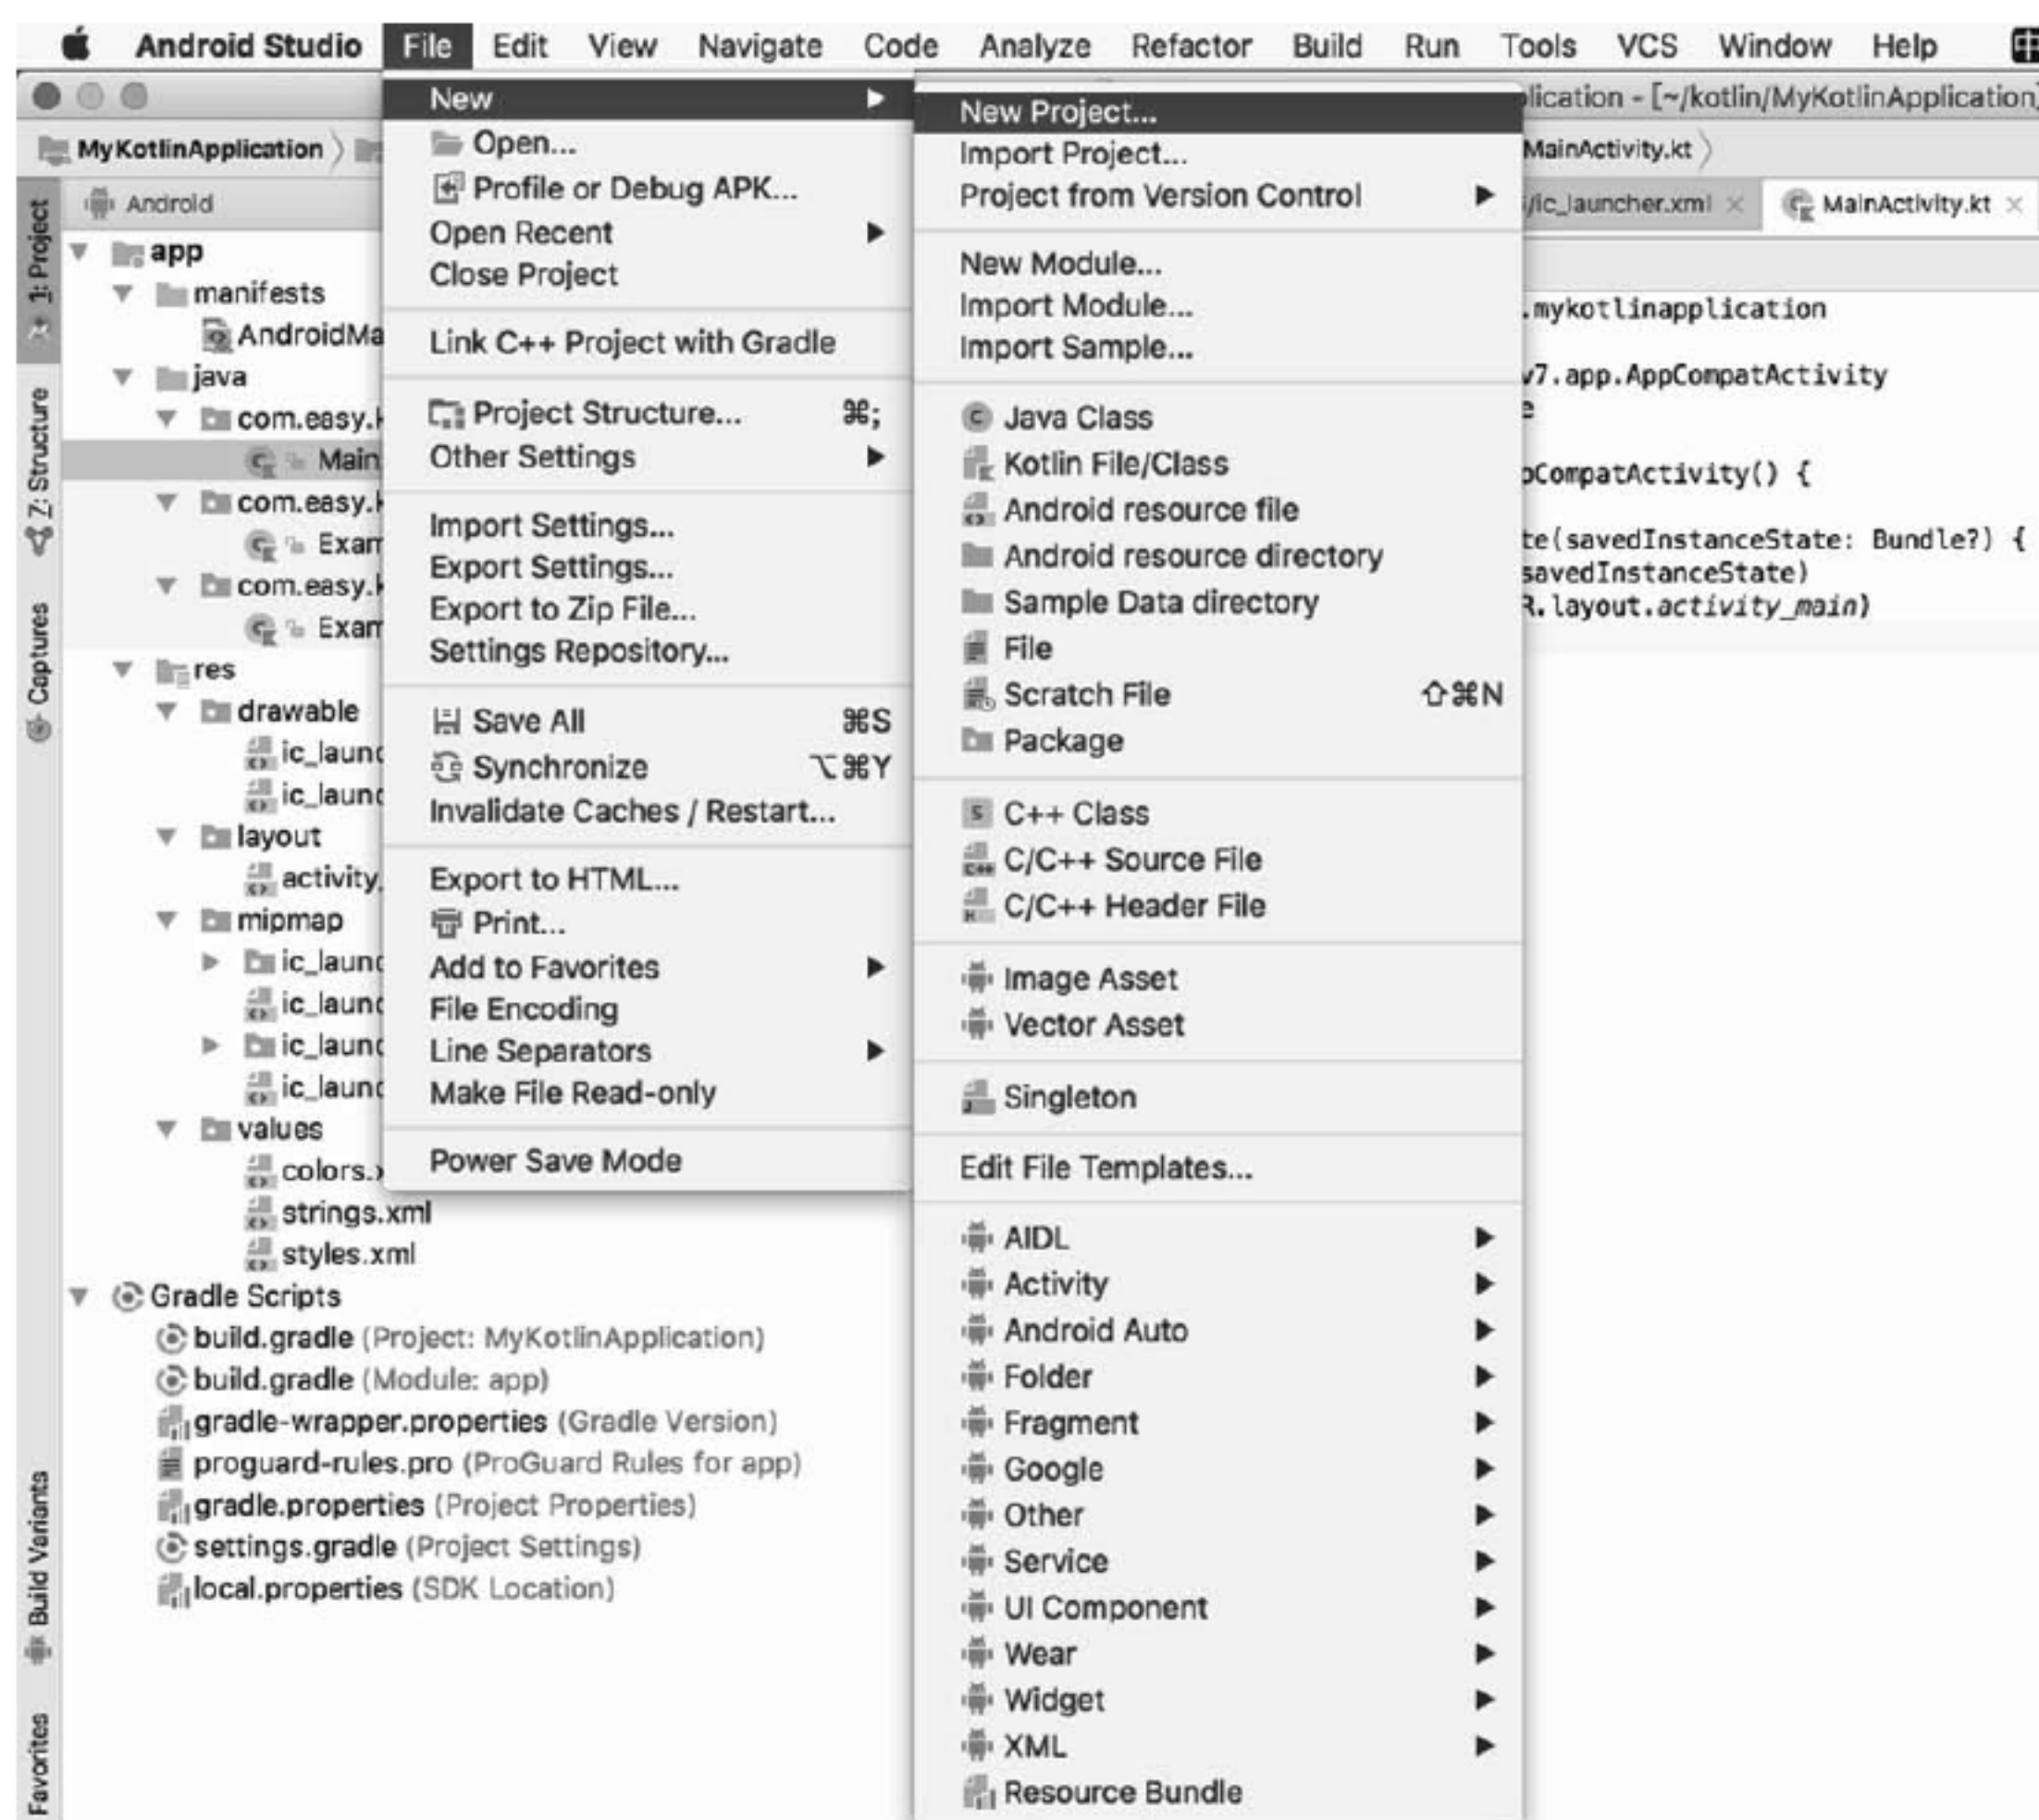 Android Studio File Edit View Navigate Code Analyze Refactor Build Run Tools VCS Window Help
MyKotlinApplication
Android
1: Project
Z: Structure
Captures
Build Variants
Favorites
app
manifests
AndroidMa
java
com.easy.k
Main
com.easy.k
Exam
com.easy.k
Exam
res
drawable
ic_launc
ic_launc
layout
activity_
mipmap
ic_launc
ic_launc
ic_launc
ic_launc
values
colors.x
strings.xml
styles.xml
Gradle Scripts
build.gradle (Project: MyKotlinApplication)
build.gradle (Module: app)
gradle-wrapper.properties (Gradle Version)
proguard-rules.pro (ProGuard Rules for app)
gradle.properties (Project Properties)
settings.gradle (Project Settings)
local.properties (SDK Location)
New
Open...
Profile or Debug APK...
Open Recent
Close Project
Link C++ Project with Gradle
Project Structure... ⌘;
Other Settings
Import Settings...
Export Settings...
Export to Zip File...
Settings Repository...
Save All ⌘S
Synchronize ⌥⌘Y
Invalidate Caches / Restart...
Export to HTML...
Print...
Add to Favorites
File Encoding
Line Separators
Make File Read-only
Power Save Mode
New Project...
Import Project...
Project from Version Control
New Module...
Import Module...
Import Sample...
Java Class
Kotlin File/Class
Android resource file
Android resource directory
Sample Data directory
File
Scratch File ⇧⌘N
Package
C++ Class
C/C++ Source File
C/C++ Header File
Image Asset
Vector Asset
Singleton
Edit File Templates...
AIDL
Activity
Android Auto
Folder
Fragment
Google
Other
Service
UI Component
Wear
Widget
XML
Resource Bundle
lication - [~/kotlin/MyKotlinApplication]
MainActivity.kt
/ic_launcher.xml MainActivity.kt
.mykotlinapplication
v7.app.AppCompatActivity
e
pCompatActivity() {
te(savedInstanceState: Bundle?) {
savedInstanceState)
R.layout.activity_main)